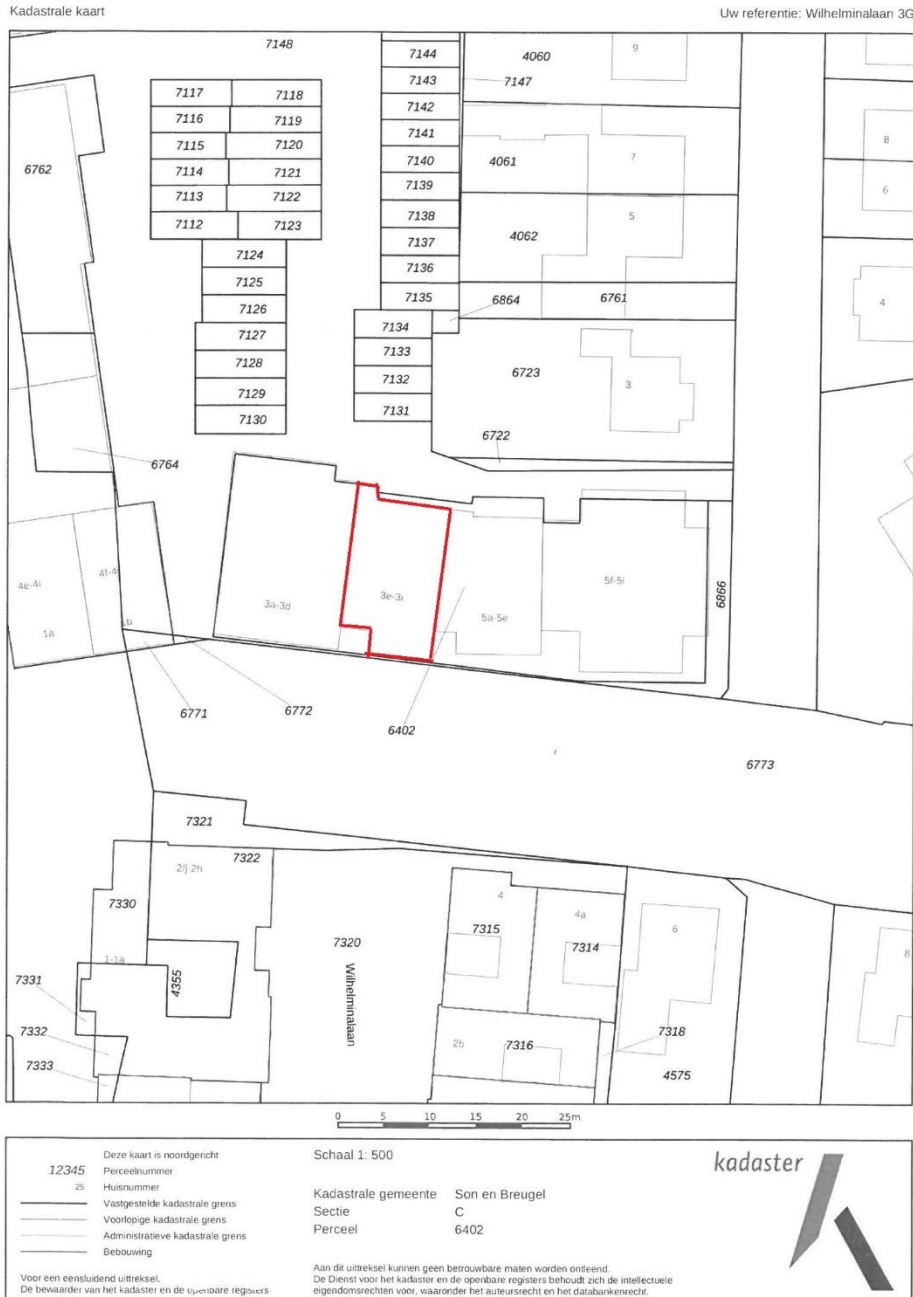 Kadastrale kaart
Uw referentie: Wilhelminalaan 3G
7148
7144
4060
9
7143
7147
7117
7118
7142
7116
7119
7141
8
7115
7120
7140
4061
7
6762
7114
7121
7139
6
7113
7122
7138
5
7112
7123
7137
4062
7124
7136
7125
7135
6864
6761
4
7126
7134
7127
7133
7128
7132
6723
3
7129
7131
7130
6722
6764
4e-4i
4f-4
3a-3d
3e-3i
5a-5e
5f-5i
6866
1a
1b
6771
6772
6402
6773
7321
7322
2/j 2h
7330
4
4a
7315
7314
6
7320
Wilhelminalaan
8
1-1a
4355
7331
7332
7333
2b
7316
7318
4575
0 5 10 15 20 25m
Deze kaart is noordgericht
12345 Perceelnummer
25 Huisnummer
Vastgestelde kadastrale grens
Voorlopige kadastrale grens
Administratieve kadastrale grens
Bebouwing
Voor een eensluidend uittreksel,
De bewaarder van het kadaster en de openbare registers
Schaal 1: 500
Kadastrale gemeente Son en Breugel
Sectie C
Perceel 6402
Aan dit uittreksel kunnen geen betrouwbare maten worden ontleend.
De Dienst voor het kadaster en de openbare registers behoudt zich de intellectuele
eigendomsrechten voor, waaronder het auteursrecht en het databankenrecht.
kadaster